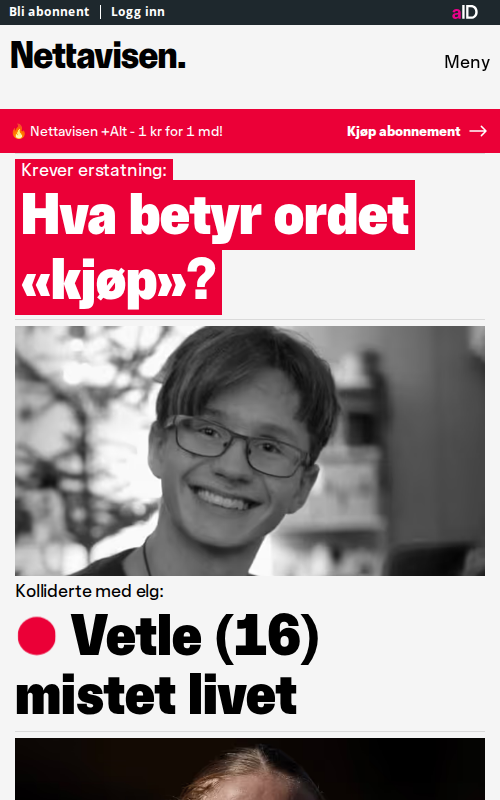 Bli abonnent | Logg inn
aID
Nettavisen.
Meny
🔥 Nettavisen +Alt - 1 kr for 1 md!
Kjøp abonnement →
Krever erstatning:
Hva betyr ordet
«kjøp»?
Kolliderte med elg:
Vetle (16)
mistet livet